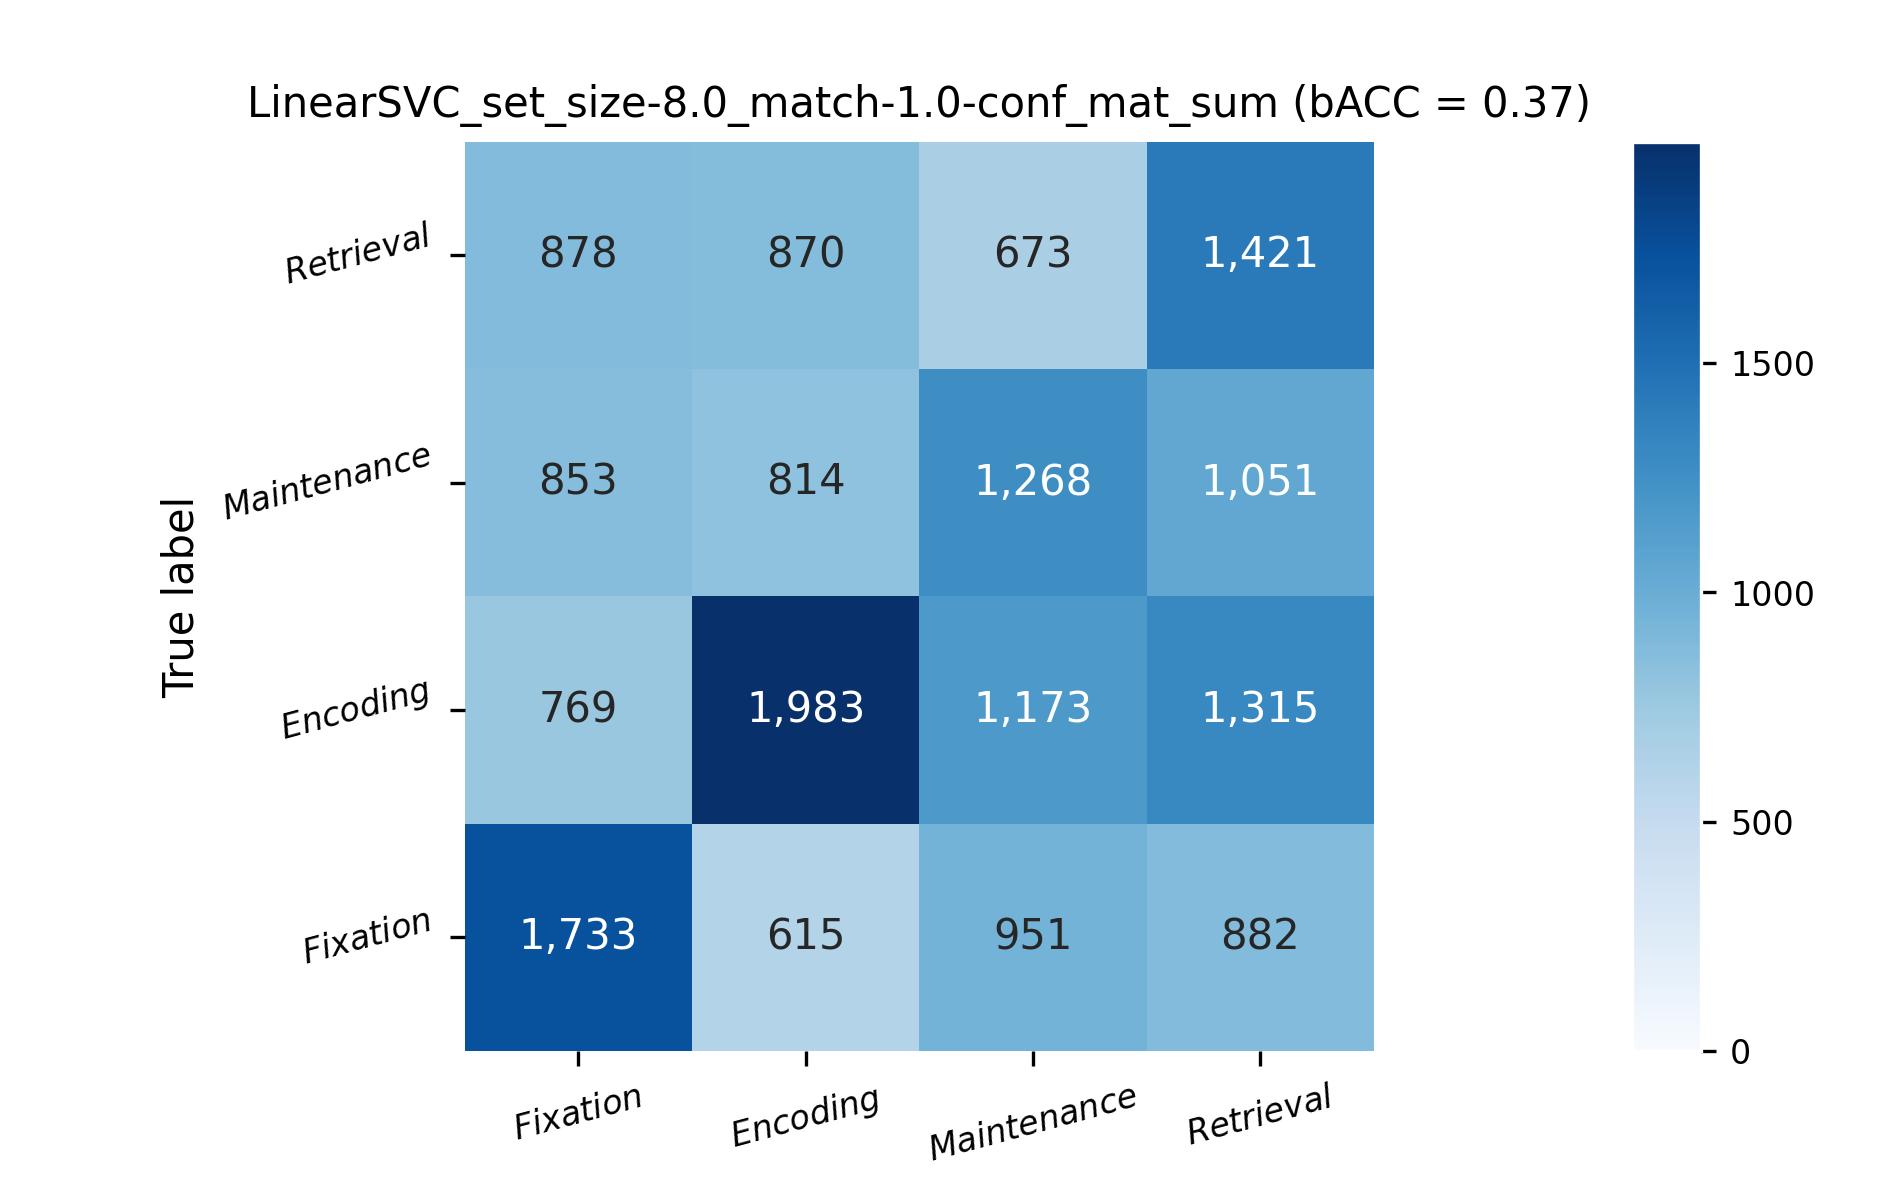 LinearSVC_set_size-8.0_match-1.0-conf_mat_sum (bACC = 0.37)
True label
Retrieval 878 870 673 1,421
Maintenance 853 814 1,268 1,051
Encoding 769 1,983 1,173 1,315
Fixation 1,733 615 951 882
Fixation Encoding Maintenance Retrieval
1500
1000
500
0